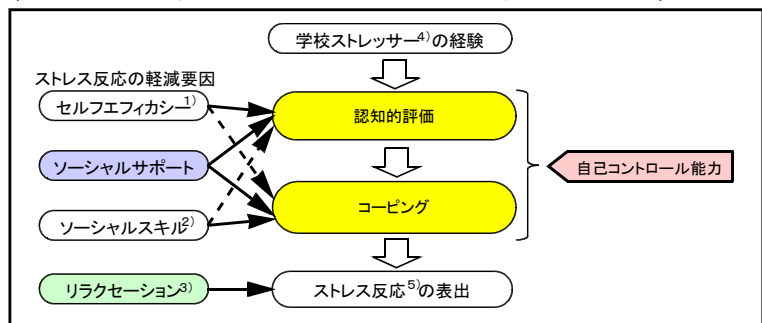 学校ストレッサー4)の経験
ストレス反応の軽減要因
セルフエフィカシー1)
認知的評価
ソーシャルサポート
自己コントロール能力
コーピング
ソーシャルスキル2)
リラクセーション3)
ストレス反応5)の表出